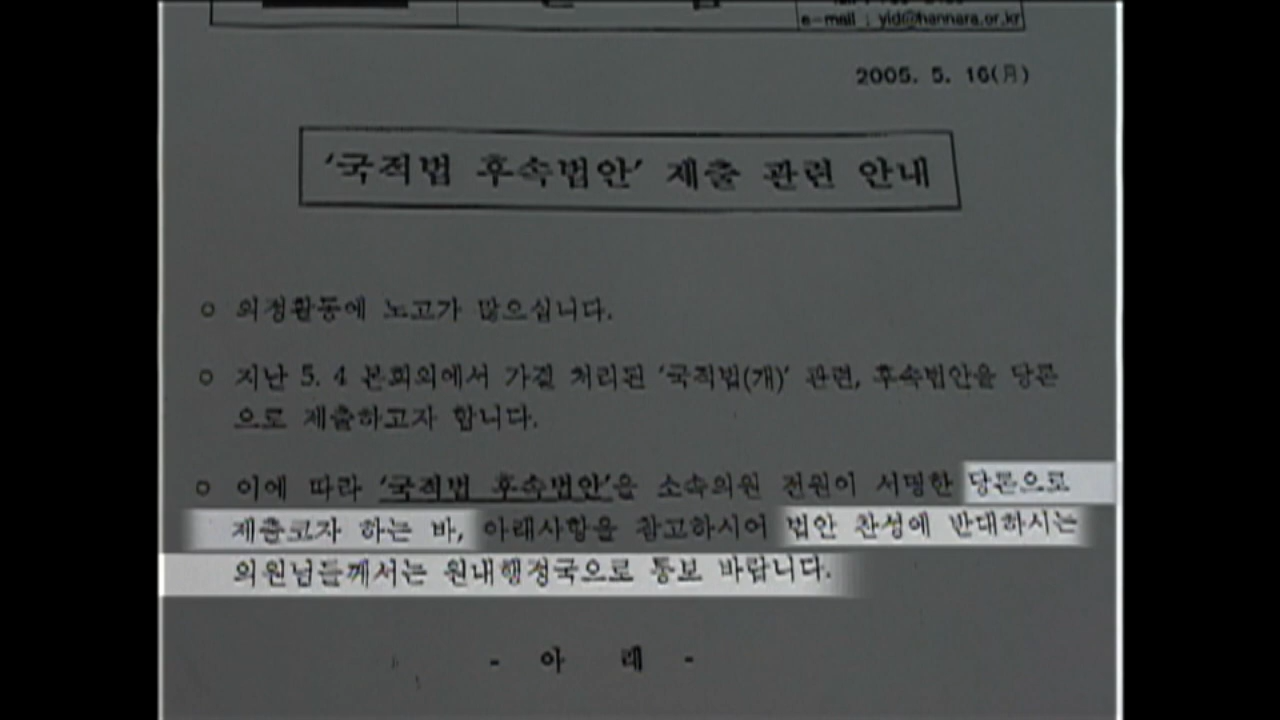 e-mail : yid@hannara.or.kr
2005. 5. 16(月)
‘국적법 후속법안’ 제출 관련 안내
○ 의정활동에 노고가 많으십니다.
○ 지난 5. 4 본회의에서 가결 처리된 ‘국적법(개)’ 관련, 후속법안을 당론
으로 제출하고자 합니다.
○ 이에 따라 ‘국적법 후속법안’을 소속의원 전원이 서명한 당론으로
제출코자 하는 바, 아래사항을 참고하시어 법안 찬성에 반대하시는
의원님들께서는 원내행정국으로 통보 바랍니다.
- 아 래 -